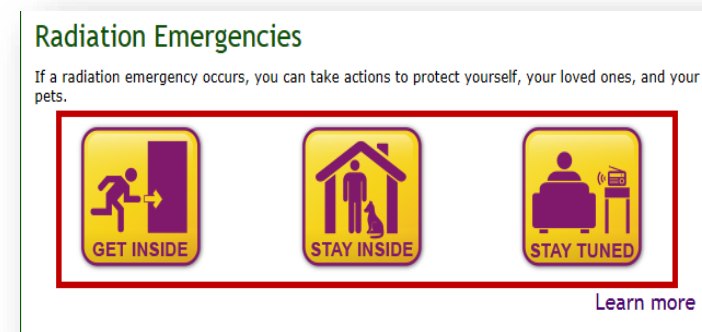 Radiation Emergencies
If a radiation emergency occurs, you can take actions to protect yourself, your loved ones, and your
pets.
GET INSIDE
STAY INSIDE
STAY TUNED
Learn more